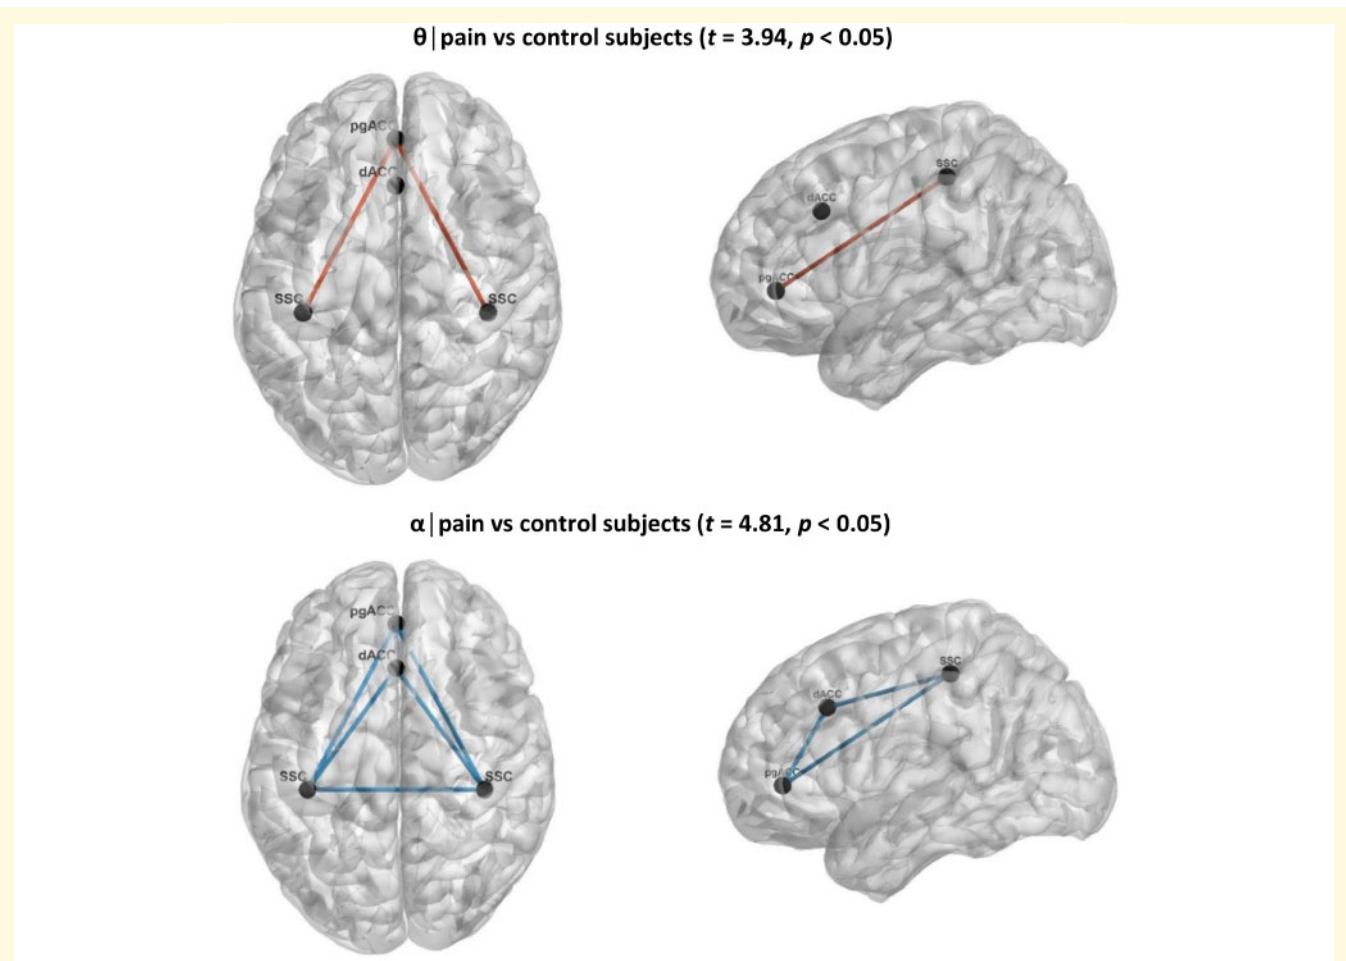 θ|pain vs control subjects (t = 3.94, p < 0.05)
pgACC
dACC
SSC
SSC
SSC
dACC
pgACC
α|pain vs control subjects (t = 4.81, p < 0.05)
pgACC
dACC
SSC
SSC
SSC
dACC
pgACC